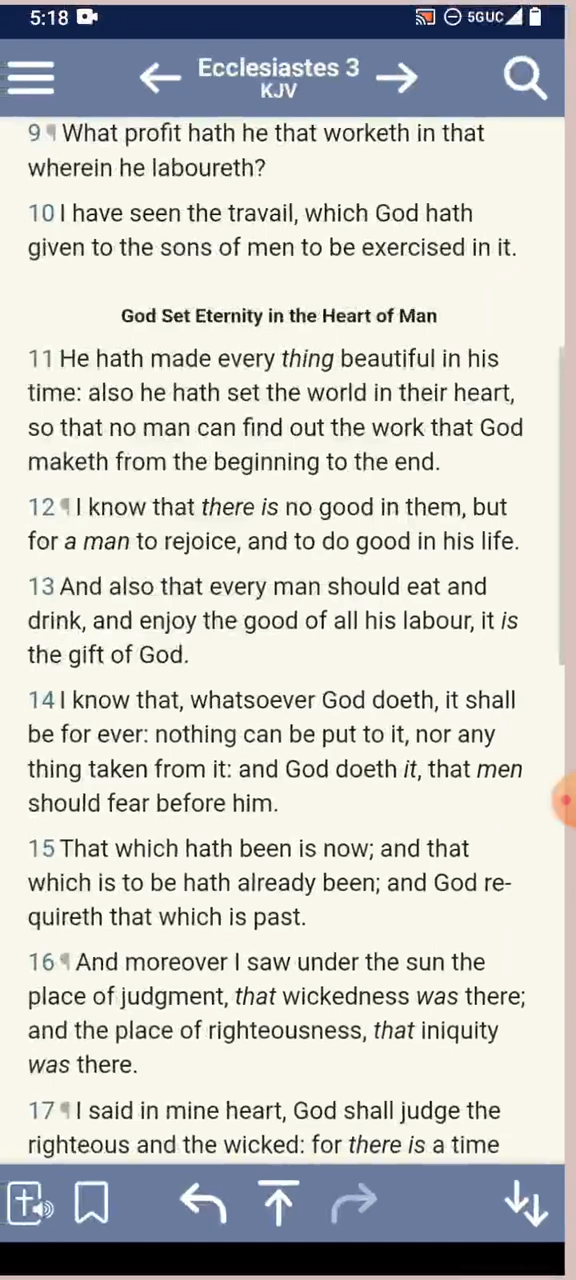 5:18
5GUC
Ecclesiastes 3
KJV
9 ¶ What profit hath he that worketh in that
wherein he laboureth?
10 I have seen the travail, which God hath
given to the sons of men to be exercised in it.
God Set Eternity in the Heart of Man
11 He hath made every thing beautiful in his
time: also he hath set the world in their heart,
so that no man can find out the work that God
maketh from the beginning to the end.
12 ¶ I know that there is no good in them, but
for a man to rejoice, and to do good in his life.
13 And also that every man should eat and
drink, and enjoy the good of all his labour, it is
the gift of God.
14 I know that, whatsoever God doeth, it shall
be for ever: nothing can be put to it, nor any
thing taken from it: and God doeth it, that men
should fear before him.
15 That which hath been is now; and that
which is to be hath already been; and God re-
quireth that which is past.
16 ¶ And moreover I saw under the sun the
place of judgment, that wickedness was there;
and the place of righteousness, that iniquity
was there.
17 ¶ I said in mine heart, God shall judge the
righteous and the wicked: for there is a time